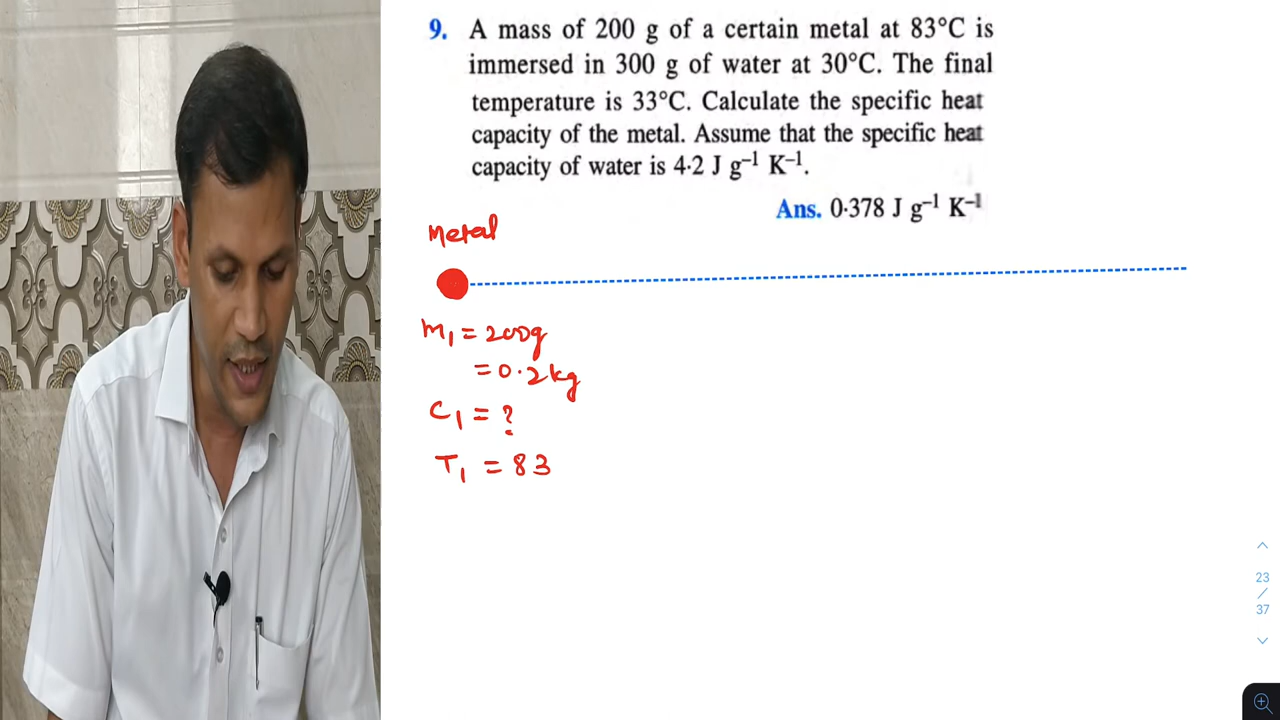 9. A mass of 200 g of a certain metal at 83°C is
immersed in 300 g of water at 30°C. The final
temperature is 33°C. Calculate the specific heat
capacity of the metal. Assume that the specific heat
capacity of water is 4·2 J g⁻¹ K⁻¹.
Ans. 0·378 J g⁻¹ K⁻¹
Metal
m₁ = 200g
= 0.2kg
C₁ = ?
T₁ = 83
23
/
37